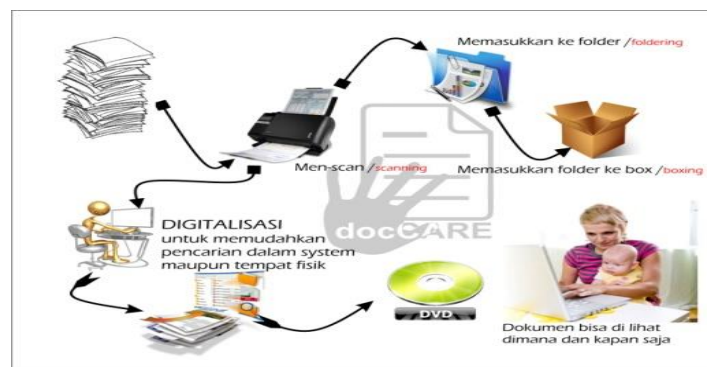 Memasukkan ke folder /foldering
Men-scan /scanning
Memasukkan folder ke box /boxing
docCARE
DIGITALISASI
untuk memudahkan
pencarian dalam system
maupun tempat fisik
DVD
Dokumen bisa di lihat
dimana dan kapan saja